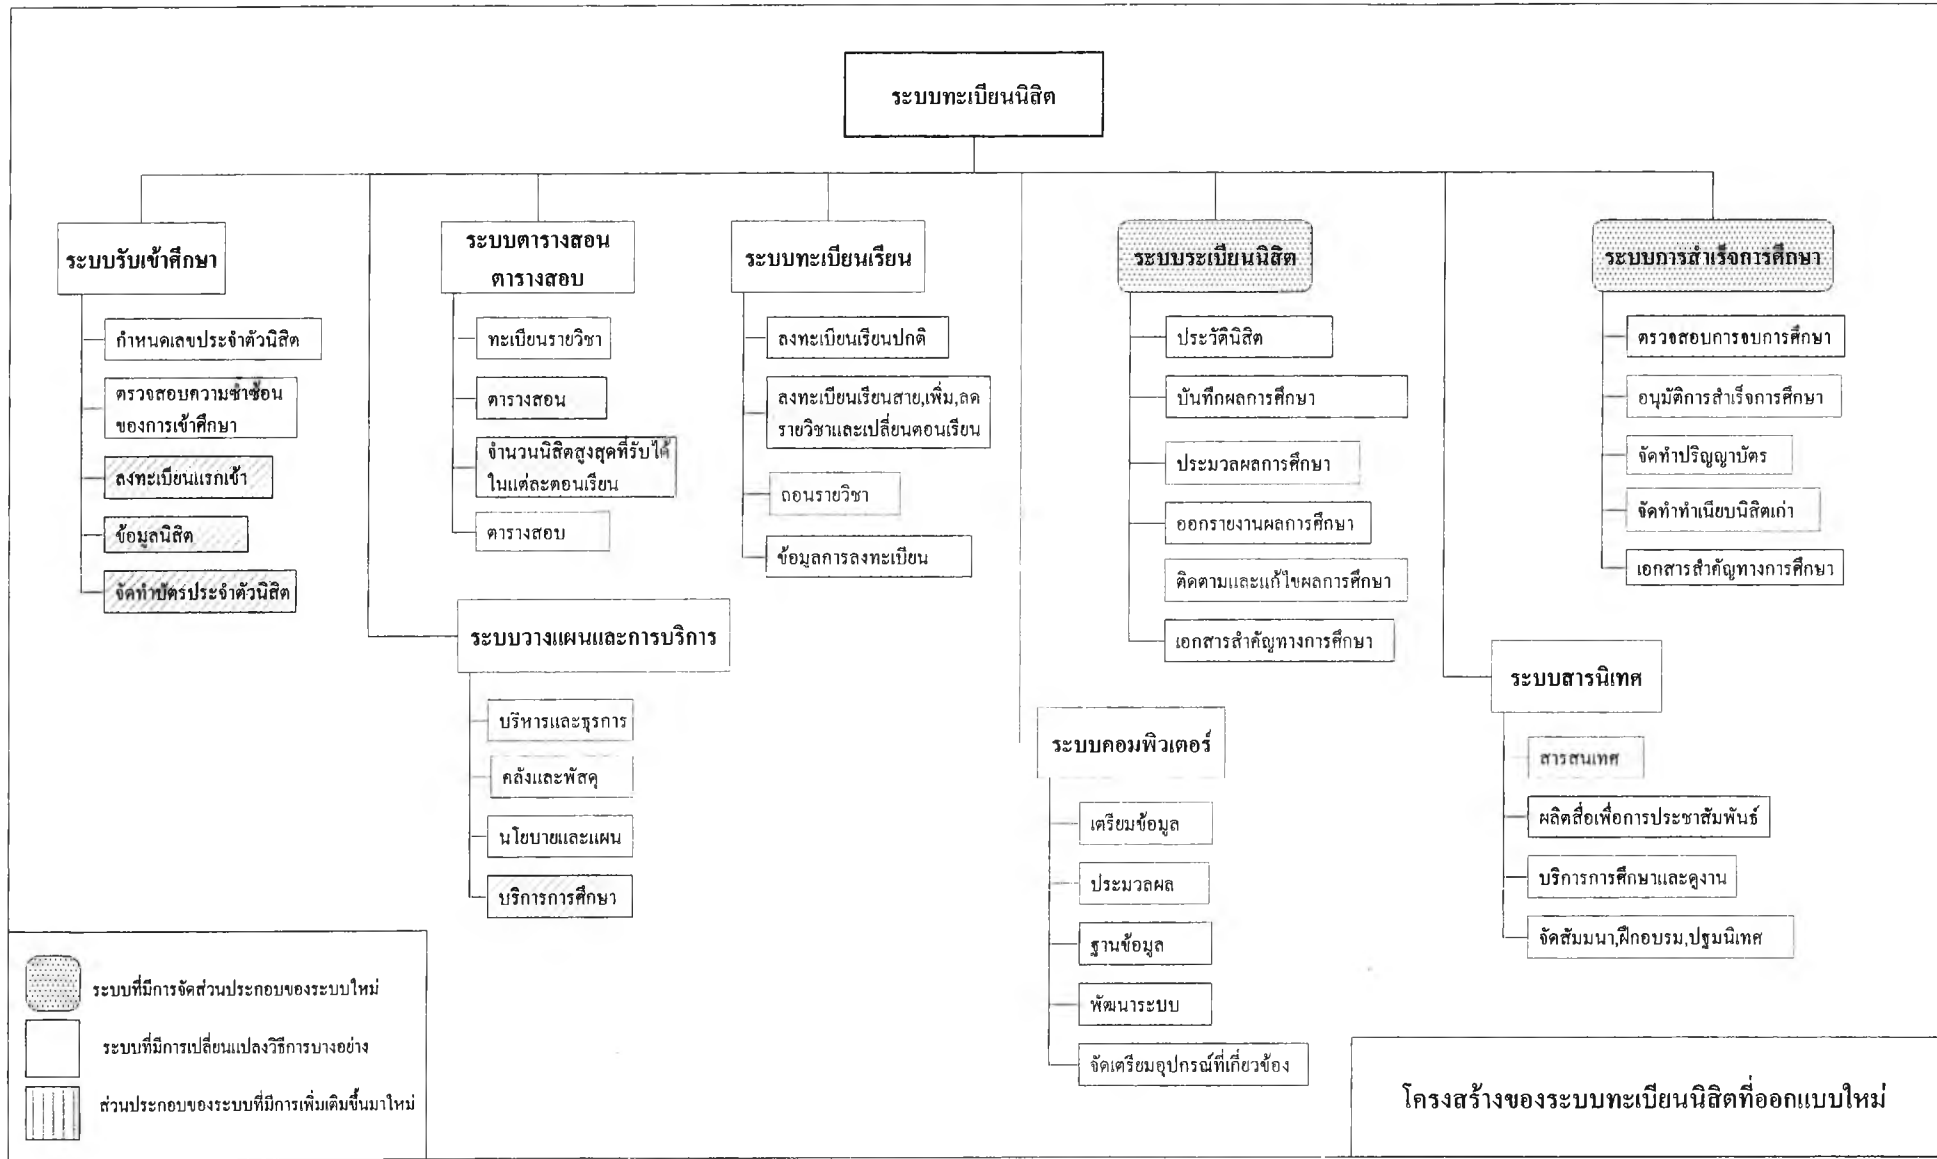 ระบบทะเบียนนิสิต
ระบบรับเข้าศึกษา
กำหนดเลขประจำตัวนิสิต
ตรวจสอบความซ้ำซ้อน
ของการเข้าศึกษา
ลงทะเบียนแรกเข้า
ข้อมูลนิสิต
จัดทำบัตรประจำตัวนิสิต
ระบบตารางสอน
ตารางสอบ
ทะเบียนรายวิชา
ตารางสอน
จำนวนนิสิตสูงสุดที่รับได้
ในแต่ละตอนเรียน
ตารางสอบ
ระบบทะเบียนเรียน
ลงทะเบียนเรียนปกติ
ลงทะเบียนเรียนสาย,เพิ่ม,ลด
รายวิชาและเปลี่ยนตอนเรียน
ถอนรายวิชา
ข้อมูลการลงทะเบียน
ระบบระเบียนนิสิต
ประวัตินิสิต
บันทึกผลการศึกษา
ประมวลผลการศึกษา
ออกรายงานผลการศึกษา
ติดตามและแก้ไขผลการศึกษา
เอกสารสำคัญทางการศึกษา
ระบบการสำเร็จการศึกษา
ตรวจสอบการจบการศึกษา
อนุมัติการสำเร็จการศึกษา
จัดทำปริญญาบัตร
จัดทำทำเนียบนิสิตเก่า
เอกสารสำคัญทางการศึกษา
ระบบวางแผนและการบริการ
บริหารและธุรการ
คลังและพัสดุ
นโยบายและแผน
บริการการศึกษา
ระบบคอมพิวเตอร์
เตรียมข้อมูล
ประมวลผล
ฐานข้อมูล
พัฒนาระบบ
จัดเตรียมอุปกรณ์ที่เกี่ยวข้อง
ระบบสารนิเทศ
สารสนเทศ
ผลิตสื่อเพื่อการประชาสัมพันธ์
บริการการศึกษาและดูงาน
จัดสัมมนา,ฝึกอบรม,ปฐมนิเทศ
ระบบที่มีการจัดส่วนประกอบของระบบใหม่
ระบบที่มีการเปลี่ยนแปลงวิธีการบางอย่าง
ส่วนประกอบของระบบที่มีการเพิ่มเติมขึ้นมาใหม่
โครงสร้างของระบบทะเบียนนิสิตที่ออกแบบใหม่